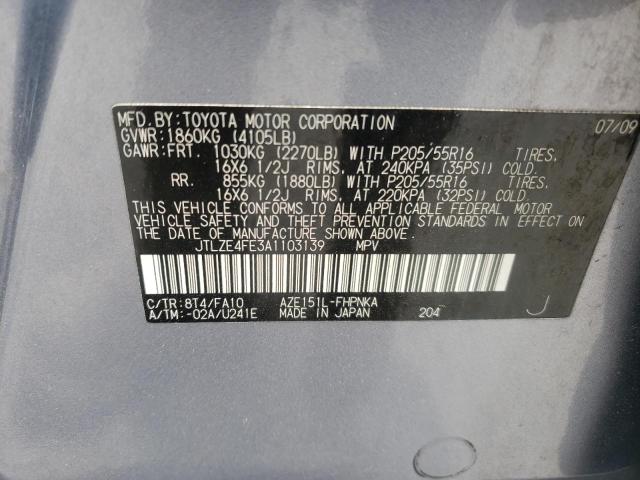 MFD. BY: TOYOTA MOTOR CORPORATION 07/09
GVWR: 1860KG (4105LB)
GAWR: FRT. 1030KG (2270LB) WITH P205/55R16 TIRES,
16X6 1/2J RIMS, AT 240KPA (35PSI) COLD.
RR. 855KG (1880LB) WITH P205/55R16 TIRES,
16X6 1/2J RIMS, AT 220KPA (32PSI) COLD.
THIS VEHICLE CONFORMS TO ALL APPLICABLE FEDERAL MOTOR
VEHICLE SAFETY AND THEFT PREVENTION STANDARDS IN EFFECT ON
THE DATE OF MANUFACTURE SHOWN ABOVE.
JTLZE4FE3A1103139 MPV
C/TR: 8T4/FA10 AZE151L-FHPNKA
A/TM: -02A/U241E MADE IN JAPAN 204 J